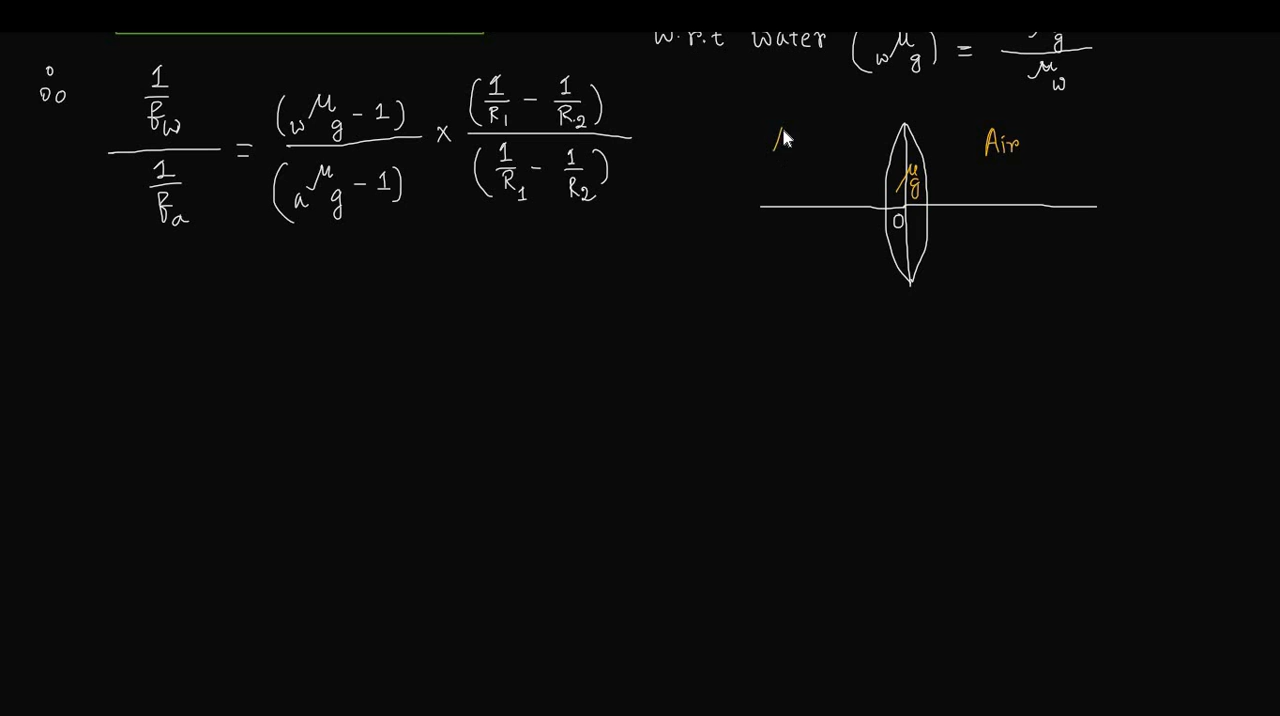 w.r.t water (wμg) = μg/μw
∴ (1/fw)/(1/fa) = (wμg - 1)/(aμg - 1) × (1/R1 - 1/R2)/(1/R1 - 1/R2)
Air
μg
O